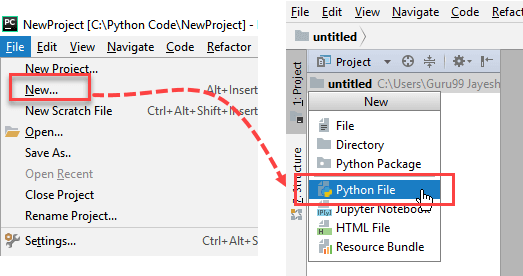 NewProject [C:\Python Code\NewProject] -
File Edit View Navigate Code Refactor
New Project...
New... Alt+Insert
New Scratch File Ctrl+Alt+Shift+Insert
Open...
Save As..
Open Recent
Close Project
Rename Project...
Settings... Ctrl+Alt+S
File Edit View Navigate Code Refactor
untitled
Project
1: Project
untitled C:\Users\Guru99 Jayesh
New
File
Directory
Python Package
Python File
Jupyter Notebook
HTML File
Resource Bundle
Structure